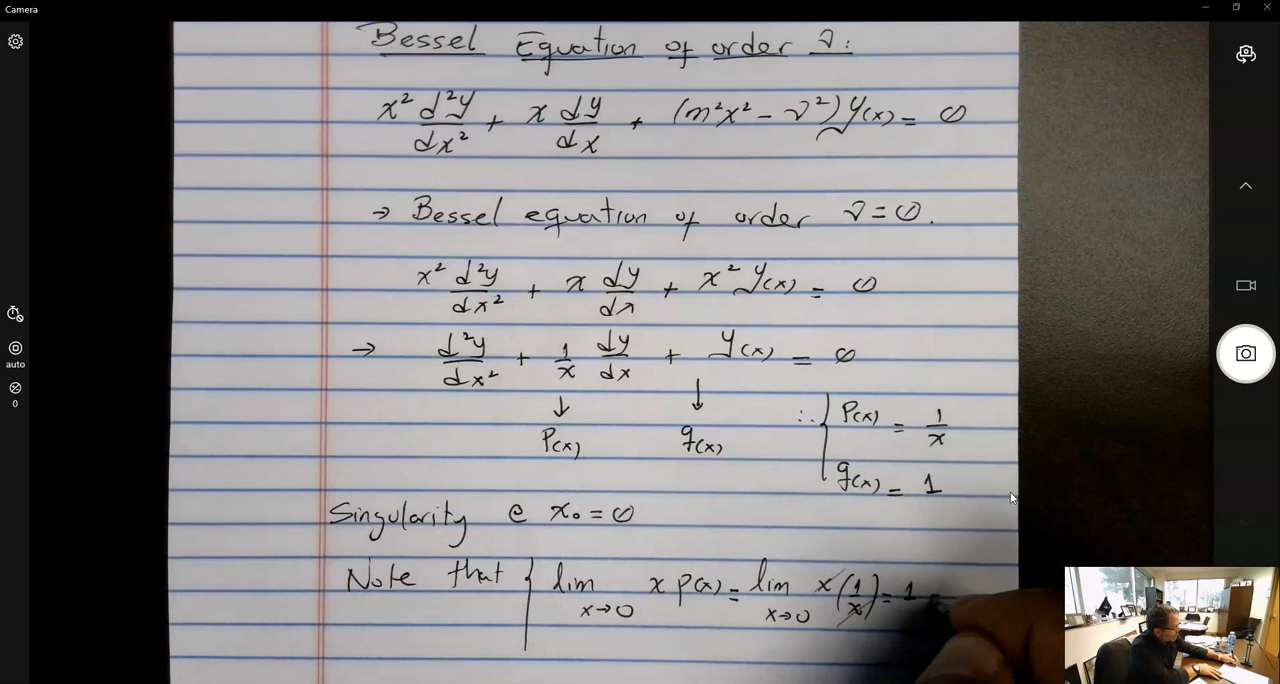 Camera
Bessel Equation of order ν:
x² d²y/dx² + x dy/dx + (m²x² - ν²) y(x) = 0
→ Bessel equation of order ν = 0.
x² d²y/dx² + x dy/dx + x² y(x) = 0
→ d²y/dx² + 1/x dy/dx + y(x) = 0
↓ ↓
P(x) q(x)
∴ { P(x) = 1/x
q(x) = 1
auto
0
Singularity @ x₀ = 0
Note that { lim x→0 x p(x) = lim x→0 x(1/x) = 1 =